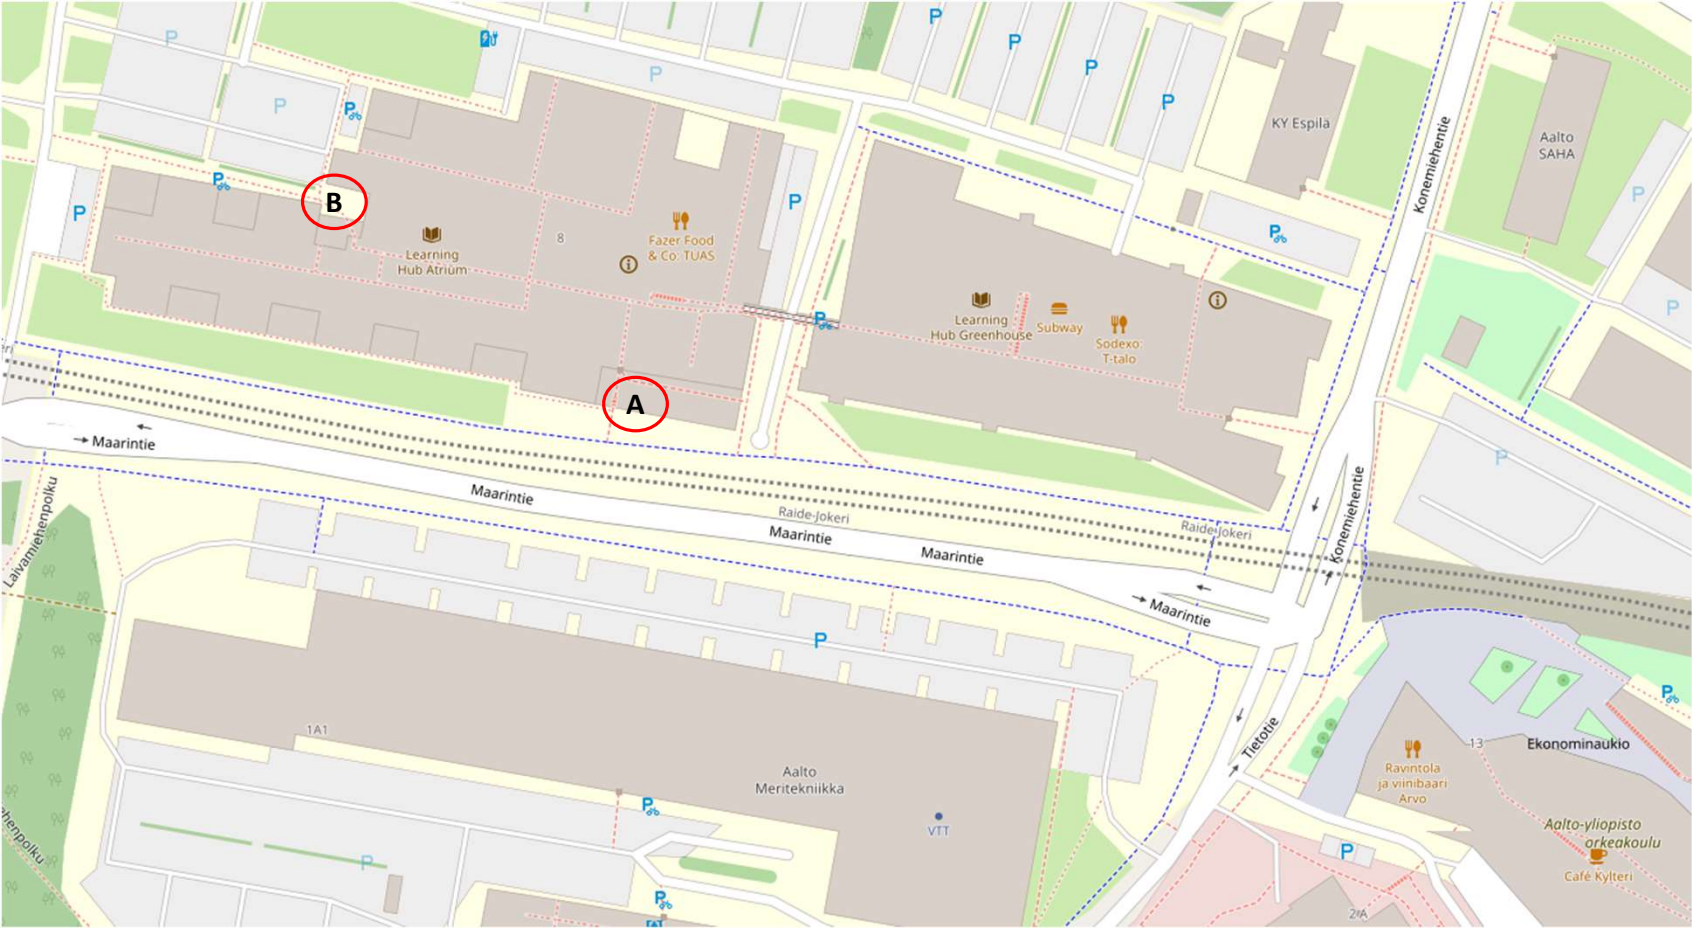 P
P
P
P
P
P
P
P
KY Espilä
Aalto
SAHA
Konemiehentie
P
P
P
P
P
P
B
8
Fazer Food
& Co: TUAS
Learning
Hub Atrium
P
Learning
Hub Greenhouse
Subway
Sodexo:
T-talo
P
A
Maarintie
Maarintie
Raide-Jokeri
Maarintie
Maarintie
Raide-Jokeri
Konemiehentie
P
Laivamiehenpolku
Maarintie
P
1A1
Aalto
Meritekniikka
VTT
P
P
P
Tietotie
13
Ekonominaukio
P
Ravintola
ja viinibaari
Arvo
Aalto-yliopisto
orkeakoulu
Café Kylteri
P
2 A